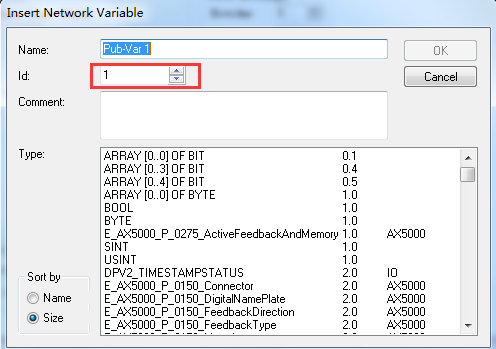 Insert Network Variable
Name: Pub-Var 1 OK
Id: 1 Cancel
Comment:
Type:
ARRAY [0..0] OF BIT 0.1
ARRAY [0..3] OF BIT 0.4
ARRAY [0..4] OF BIT 0.5
ARRAY [0..0] OF BYTE 1.0
BOOL 1.0
BYTE 1.0
E_AX5000_P_0275_ActiveFeedbackAndMemory 1.0 AX5000
SINT 1.0
USINT 1.0
DPV2_TIMESTAMPSTATUS 2.0 IO
E_AX5000_P_0150_Connector 2.0 AX5000
E_AX5000_P_0150_DigitalNamePlate 2.0 AX5000
E_AX5000_P_0150_FeedbackDirection 2.0 AX5000
E_AX5000_P_0150_FeedbackType 2.0 AX5000
Sort by
Name
Size